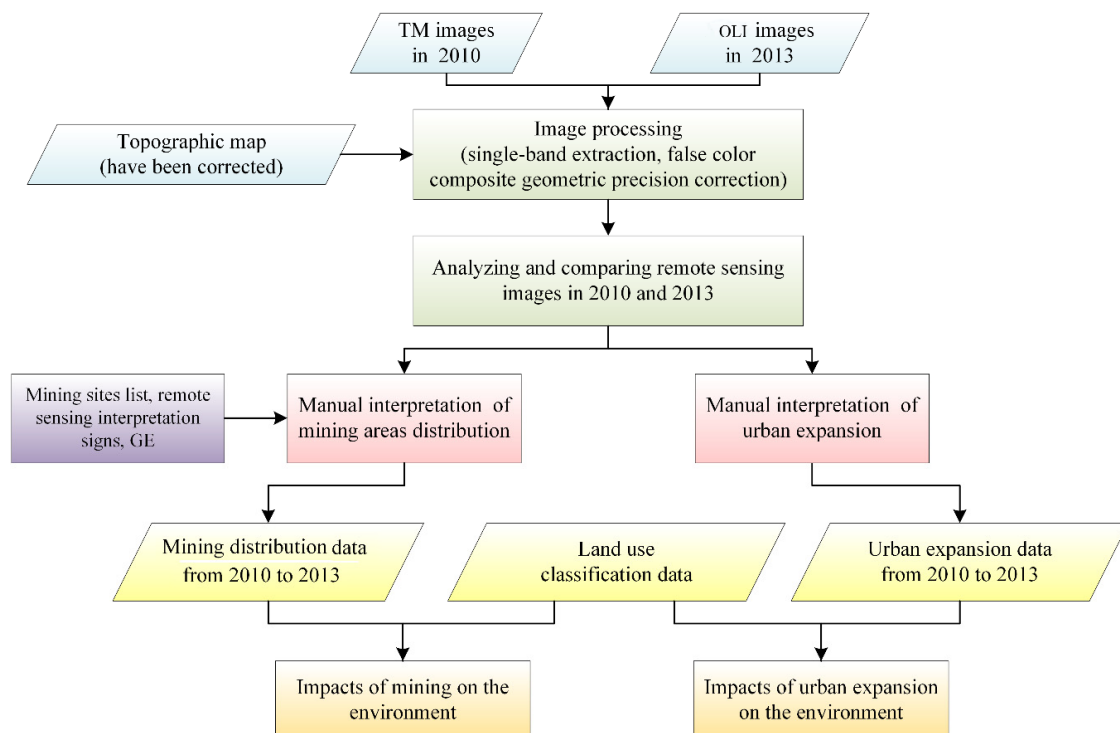 TM images
in 2010
OLI images
in 2013
Topographic map
(have been corrected)
Image processing
(single-band extraction, false color
composite geometric precision correction)
Analyzing and comparing remote sensing
images in 2010 and 2013
Mining sites list, remote
sensing interpretation
signs, GE
Manual interpretation of
mining areas distribution
Manual interpretation of
urban expansion
Mining distribution data
from 2010 to 2013
Land use
classification data
Urban expansion data
from 2010 to 2013
Impacts of mining on the
environment
Impacts of urban expansion
on the environment